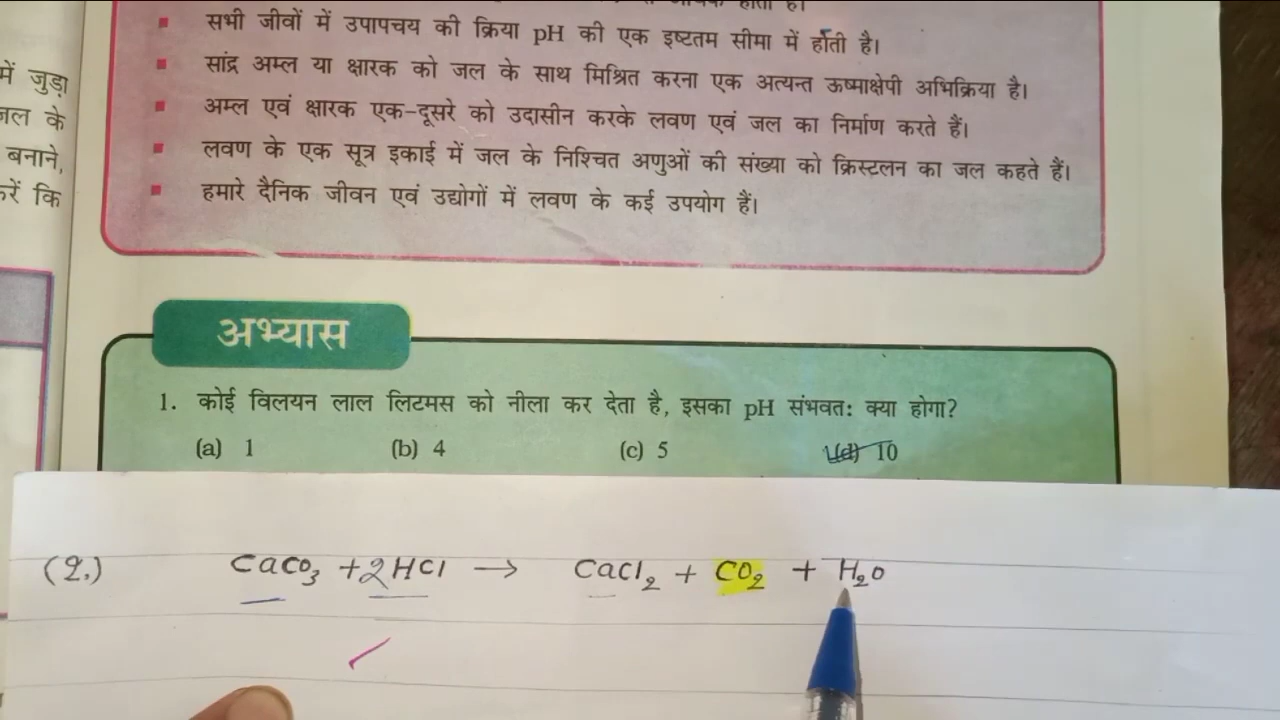 में जुड़ा
जल के
बनाने,
रें कि
होता है।
▪ सभी जीवों में उपापचय की क्रिया pH की एक इष्टतम सीमा में होती है।
▪ सांद्र अम्ल या क्षारक को जल के साथ मिश्रित करना एक अत्यन्त ऊष्माक्षेपी अभिक्रिया है।
▪ अम्ल एवं क्षारक एक-दूसरे को उदासीन करके लवण एवं जल का निर्माण करते हैं।
▪ लवण के एक सूत्र इकाई में जल के निश्चित अणुओं की संख्या को क्रिस्टलन का जल कहते हैं।
▪ हमारे दैनिक जीवन एवं उद्योगों में लवण के कई उपयोग हैं।
अभ्यास
1. कोई विलयन लाल लिटमस को नीला कर देता है, इसका pH संभवतः क्या होगा?
(a) 1 (b) 4 (c) 5 (d) 10
(2.) CaCO₃ + 2HCl → CaCl₂ + CO₂ + H₂O